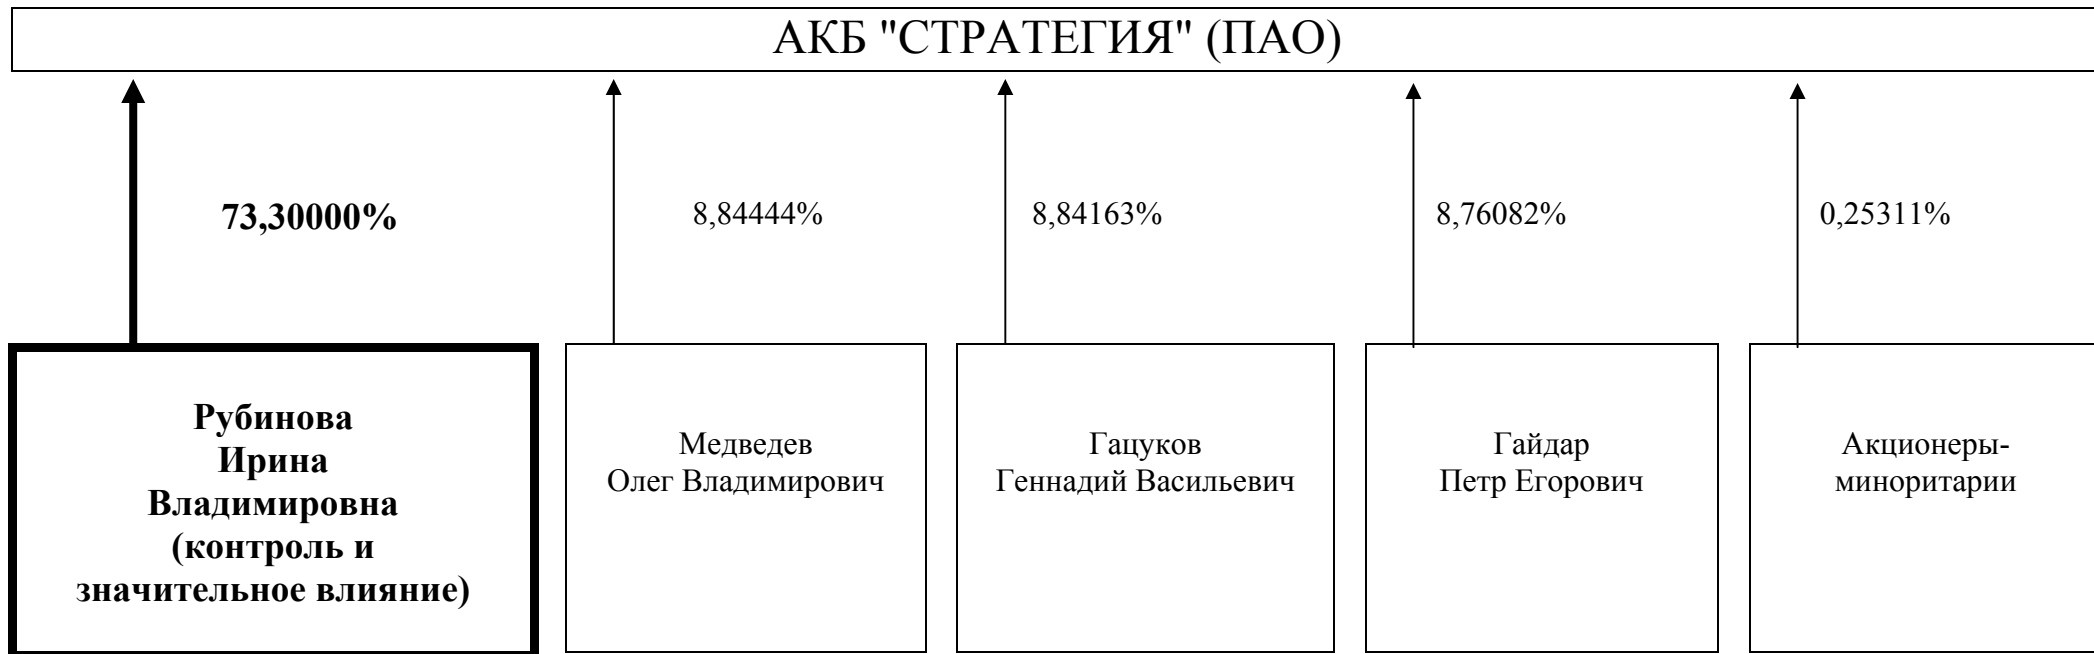 АКБ "СТРАТЕГИЯ" (ПАО)
73,30000%
8,84444%
8,84163%
8,76082%
0,25311%
Рубинова
Ирина
Владимировна
(контроль и
значительное влияние)
Медведев
Олег Владимирович
Гацуков
Геннадий Васильевич
Гайдар
Петр Егорович
Акционеры-
миноритарии